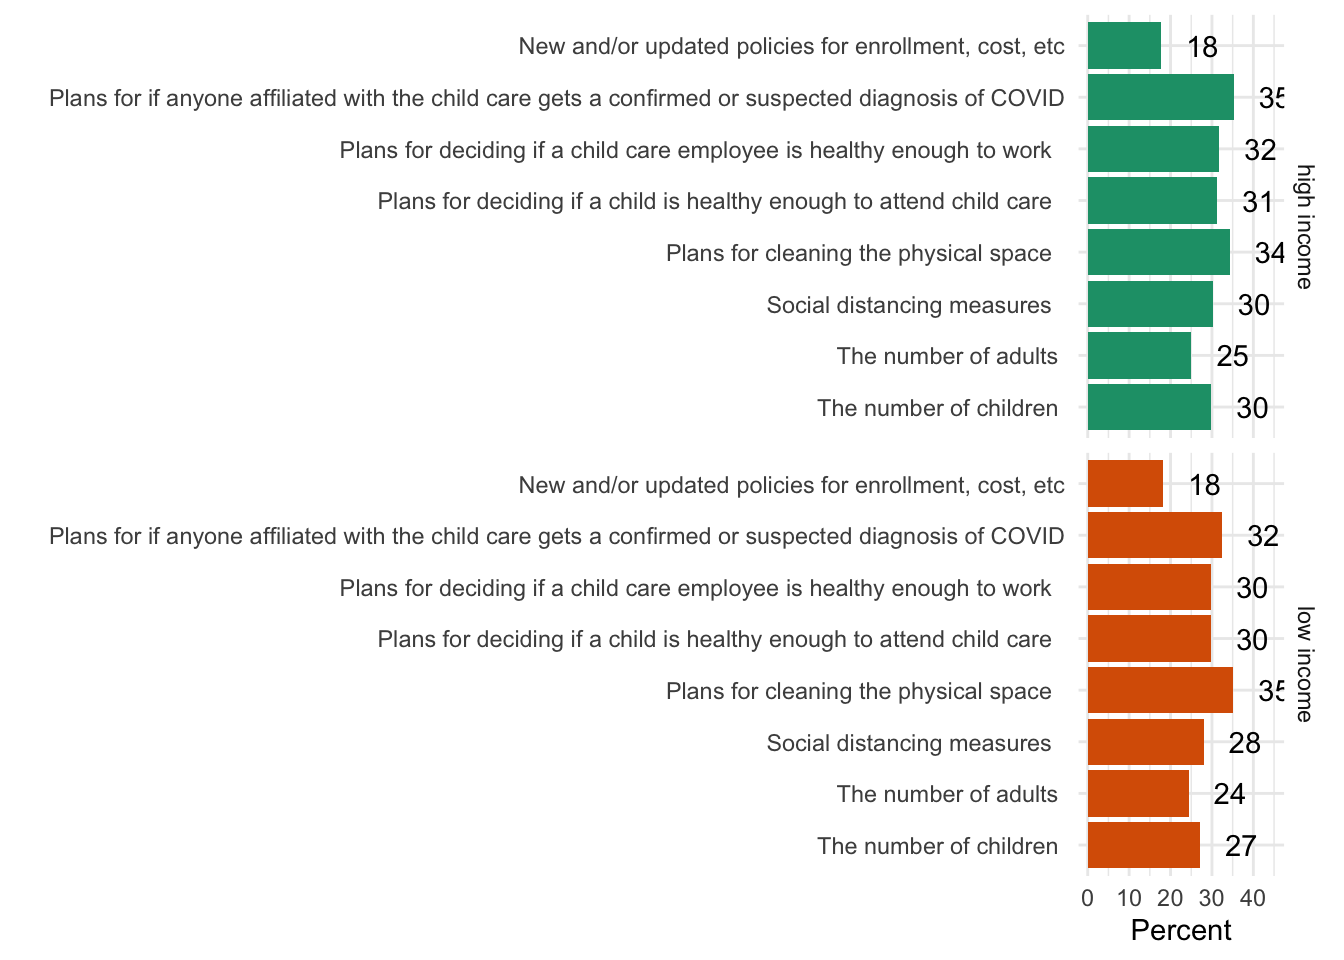 New and/or updated policies for enrollment, cost, etc 18
Plans for if anyone affiliated with the child care gets a confirmed or suspected diagnosis of COVID 35
Plans for deciding if a child care employee is healthy enough to work 32
Plans for deciding if a child is healthy enough to attend child care 31
Plans for cleaning the physical space 34
Social distancing measures 30
The number of adults 25
The number of children 30
high income
New and/or updated policies for enrollment, cost, etc 18
Plans for if anyone affiliated with the child care gets a confirmed or suspected diagnosis of COVID 32
Plans for deciding if a child care employee is healthy enough to work 30
Plans for deciding if a child is healthy enough to attend child care 30
Plans for cleaning the physical space 35
Social distancing measures 28
The number of adults 24
The number of children 27
low income
0 10 20 30 40
Percent